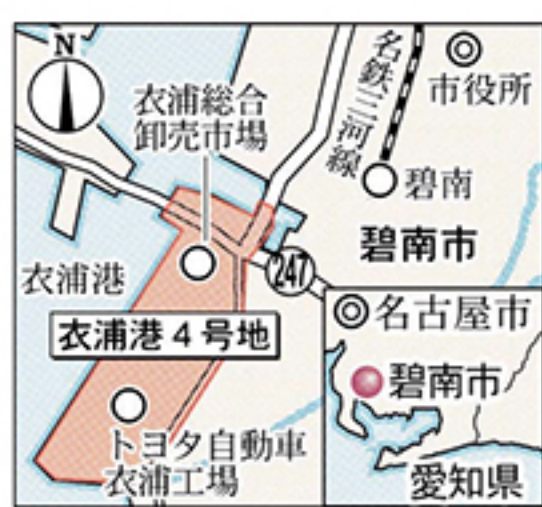 N
衣浦総合
卸売市場
名鉄三河線
市役所
碧南
碧南市
247
衣浦港
衣浦港4号地
トヨタ自動車
衣浦工場
名古屋市
碧南市
愛知県